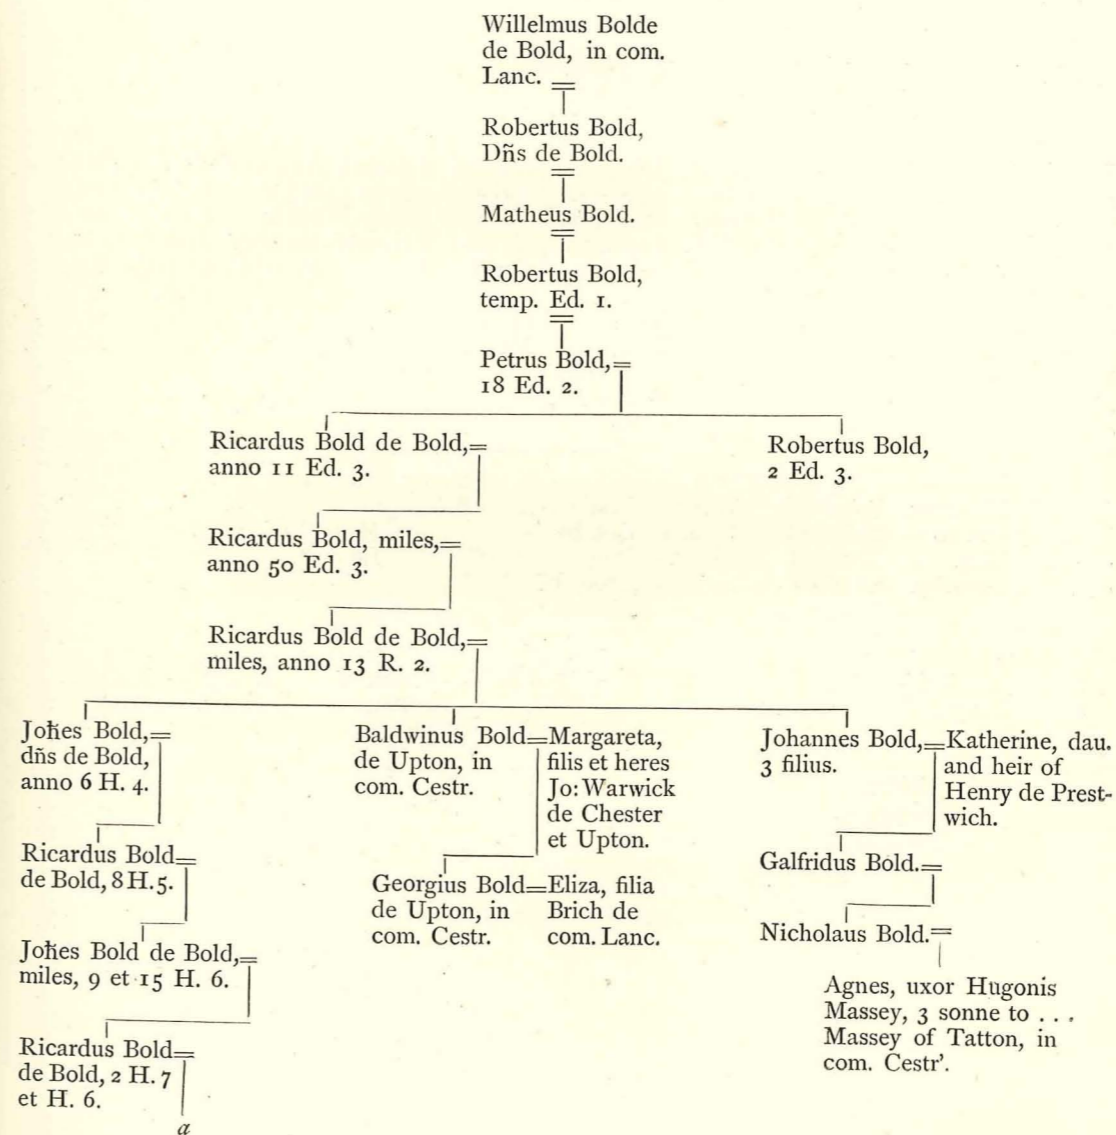 Willelmus Bolde
de Bold, in com.
Lanc.
Robertus Bold,
Dñs de Bold.
Matheus Bold.
Robertus Bold,
temp. Ed. 1.
Petrus Bold,
18 Ed. 2.
Ricardus Bold de Bold,
anno 11 Ed. 3.
Robertus Bold,
2 Ed. 3.
Ricardus Bold, miles,
anno 50 Ed. 3.
Ricardus Bold de Bold,
miles, anno 13 R. 2.
Joħes Bold,
dñs de Bold,
anno 6 H. 4.
Baldwinus Bold
de Upton, in
com. Cestr.
Margareta,
filis et heres
Jo: Warwick
de Chester
et Upton.
Johannes Bold,
3 filius.
Katherine, dau.
and heir of
Henry de Prest-
wich.
Ricardus Bold
de Bold, 8 H. 5.
Georgius Bold
de Upton, in
com. Cestr.
Eliza, filia
Brich de
com. Lanc.
Galfridus Bold.
Nicholaus Bold.
Joħes Bold de Bold,
miles, 9 et 15 H. 6.
Agnes, uxor Hugonis
Massey, 3 sonne to . . .
Massey of Tatton, in
com. Cestr'.
Ricardus Bold
de Bold, 2 H. 7
et H. 6.
a